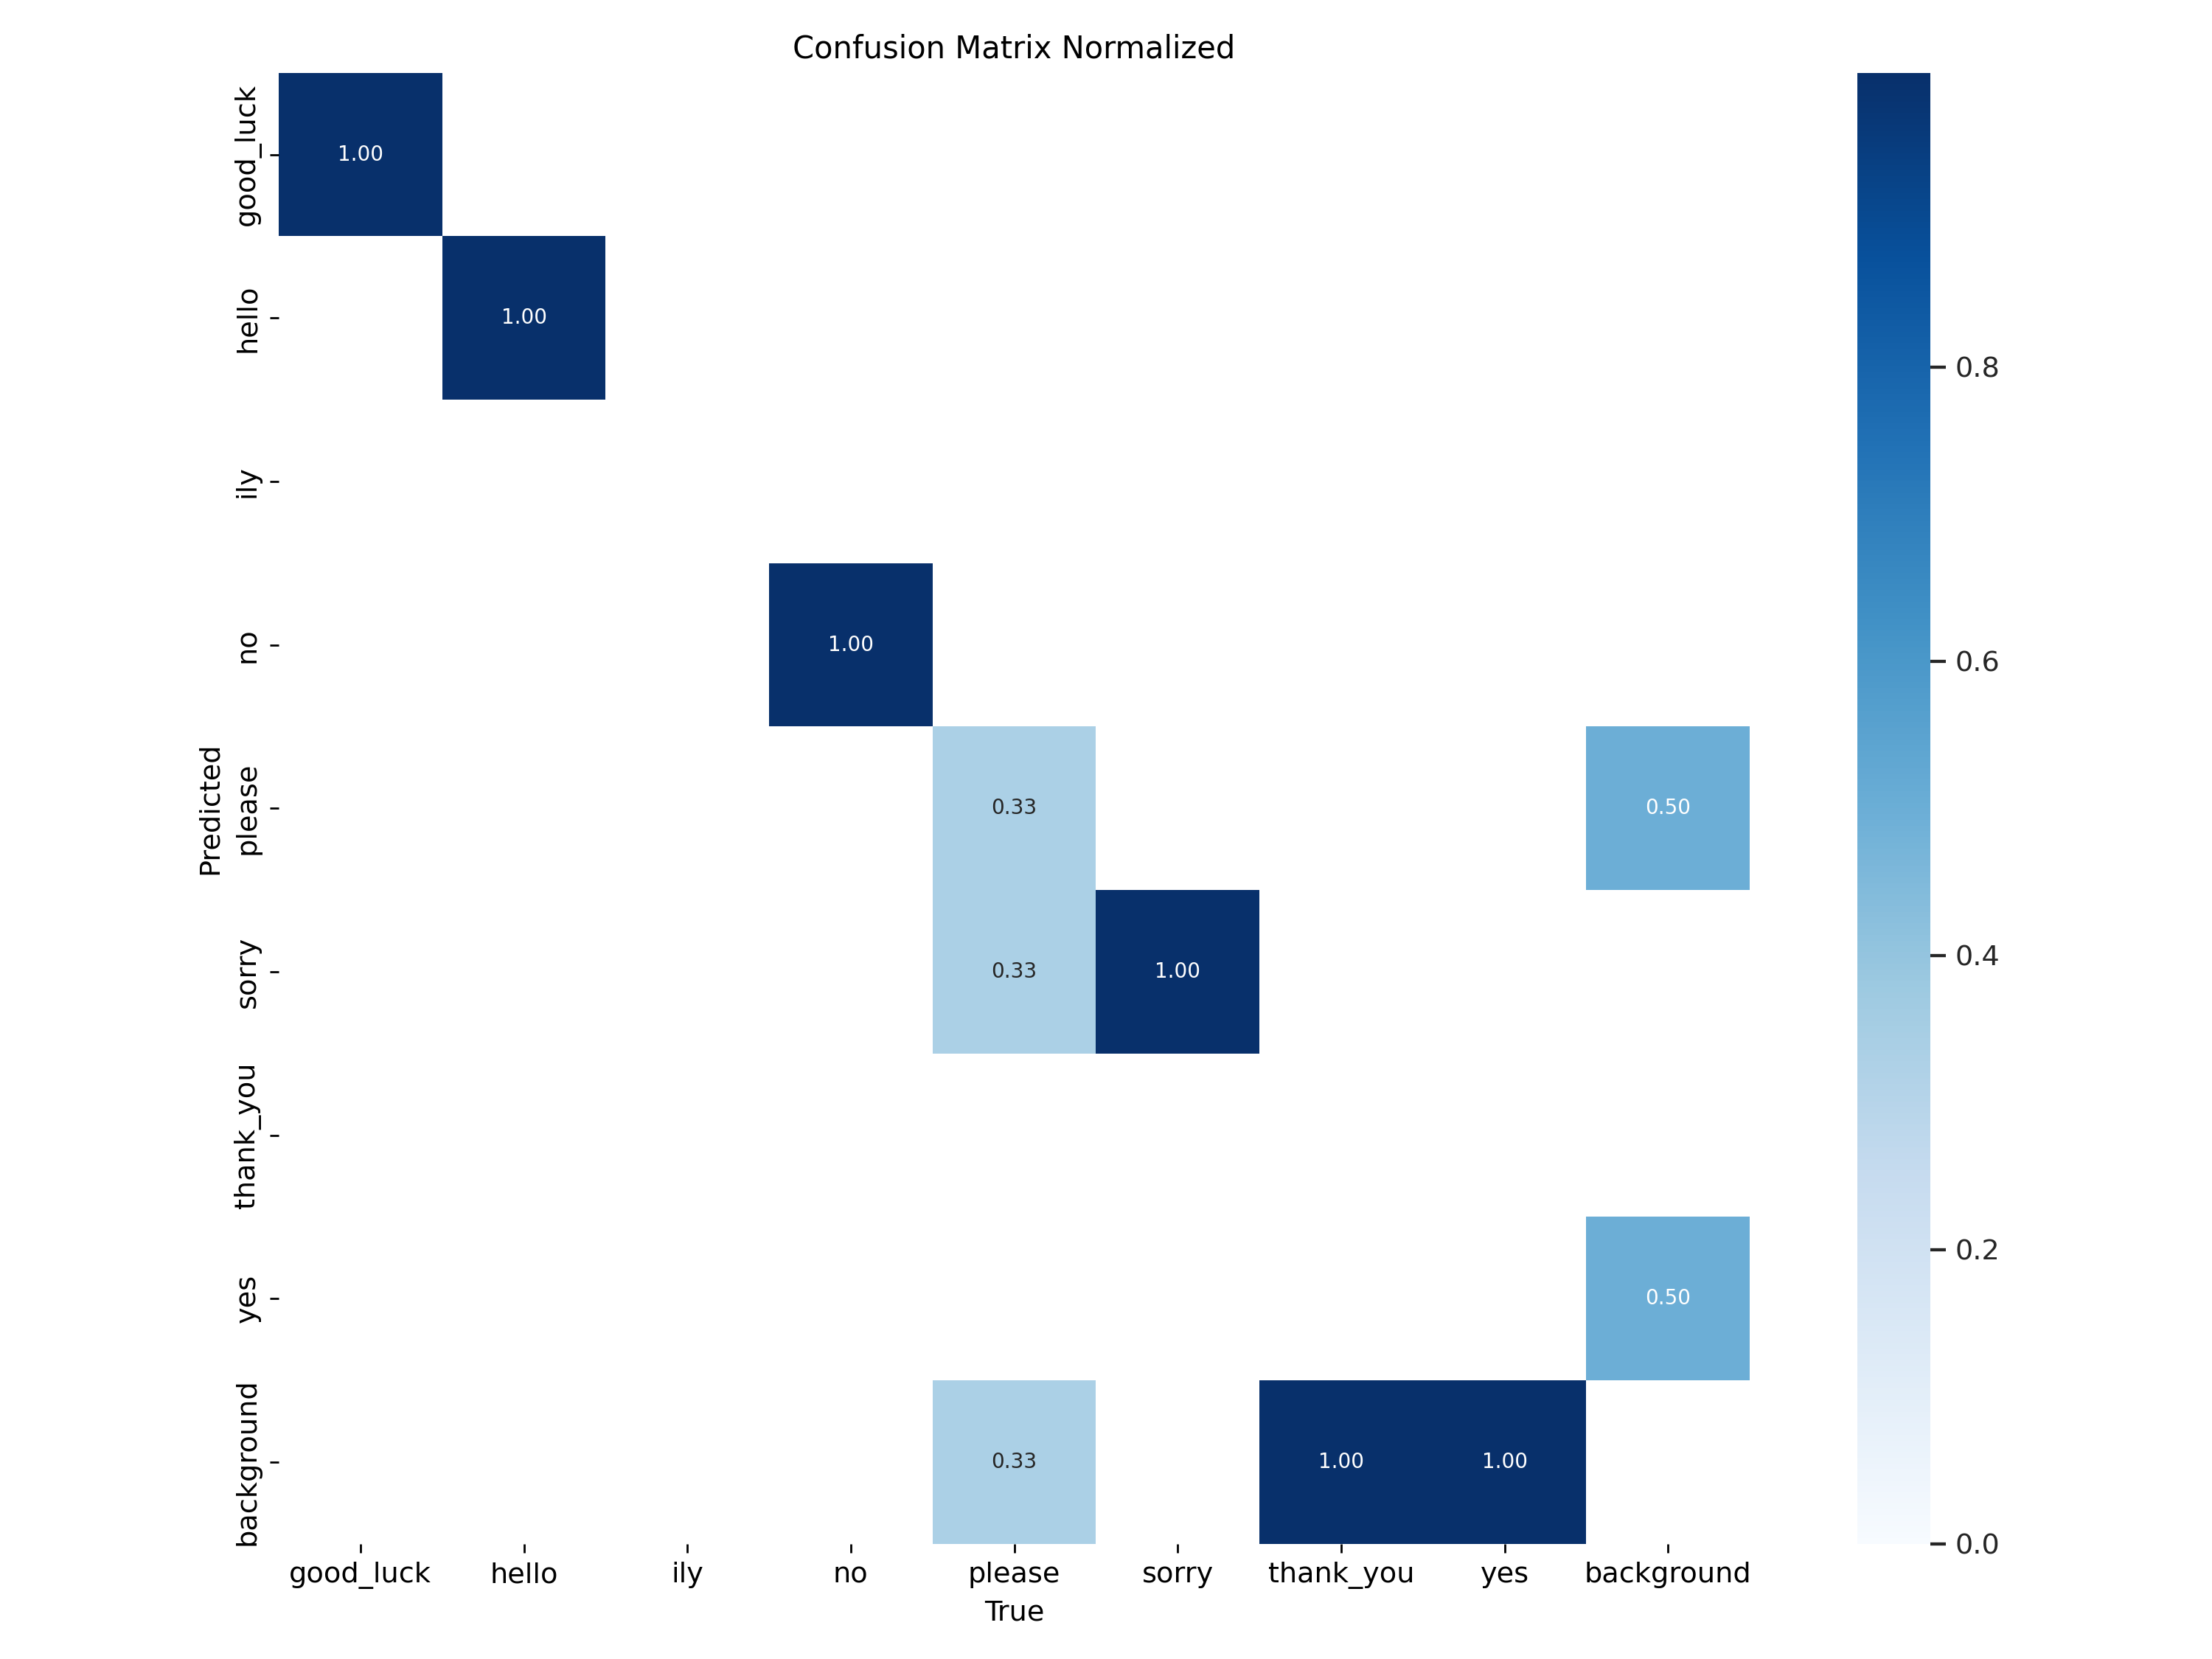 Confusion Matrix Normalized
good_luck
1.00
hello
1.00
ily
no
1.00
please
0.33
0.50
sorry
0.33
1.00
thank_you
yes
0.50
background
0.33
1.00
1.00
Predicted
good_luck
hello
ily
no
please
sorry
thank_you
yes
background
True
0.8
0.6
0.4
0.2
0.0